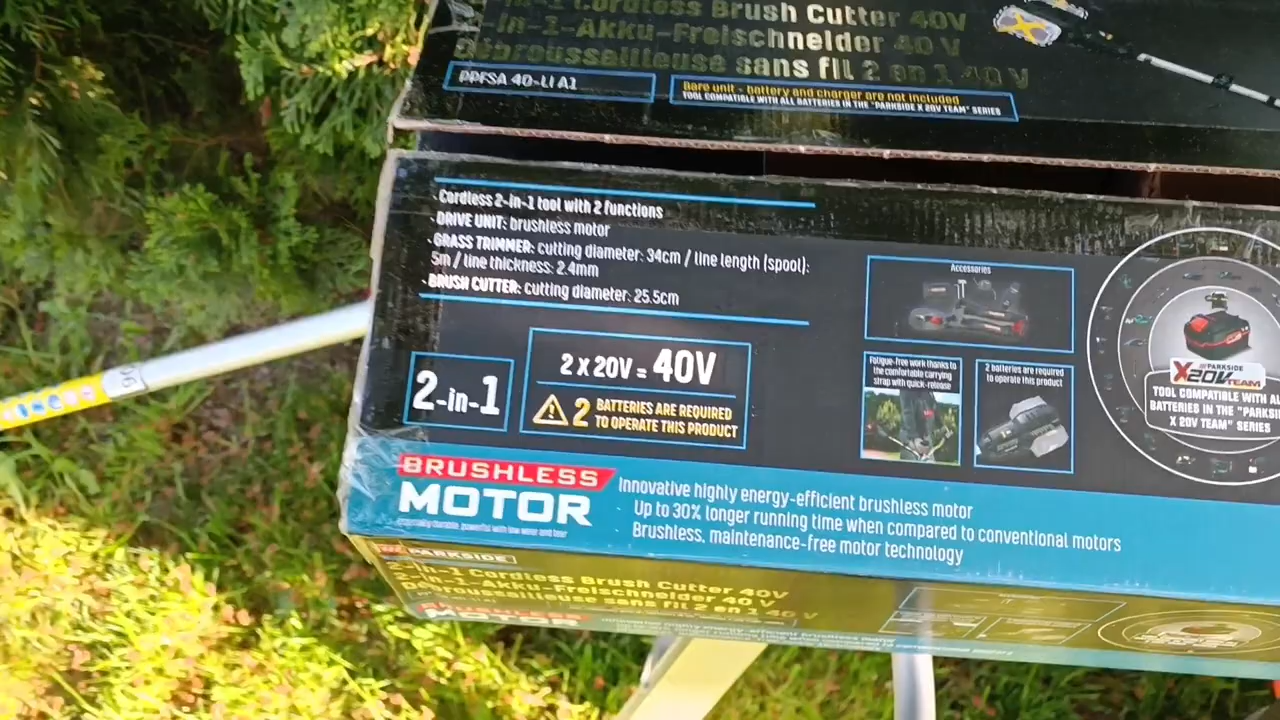 2-in-1 Cordless Brush Cutter 40V
2-in-1-Akku-Freischneider 40 V
Débroussailleuse sans fil 2 en 1 40 V
PPFSA 40-Li A1
Bare unit - battery and charger are not included
TOOL COMPATIBLE WITH ALL BATTERIES IN THE "PARKSIDE X 20V TEAM" SERIES
- Cordless 2-in-1 tool with 2 functions
- DRIVE UNIT: brushless motor
- GRASS TRIMMER: cutting diameter: 34cm / line length (spool):
5m / line thickness: 2.4mm
- BRUSH CUTTER: cutting diameter: 25.5cm
2-in-1
2 x 20V = 40V
2 BATTERIES ARE REQUIRED
TO OPERATE THIS PRODUCT
Accessories
Fatigue-free work thanks to
the comfortable carrying
strap with quick-release
2 batteries are required
to operate this product
PARKSIDE
X20V TEAM
TOOL COMPATIBLE WITH AL
BATTERIES IN THE "PARKSI
X 20V TEAM" SERIES
BRUSHLESS
MOTOR
Innovative highly energy-efficient brushless motor
Up to 30% longer running time when compared to conventional motors
Brushless, maintenance-free motor technology
PARKSIDE
2-in-1 Cordless Brush Cutter 40V
2-in-1-Akku-Freischneider 40 V
Débroussailleuse sans fil 2 en 1 40 V
BRUSHLESS
MOTOR